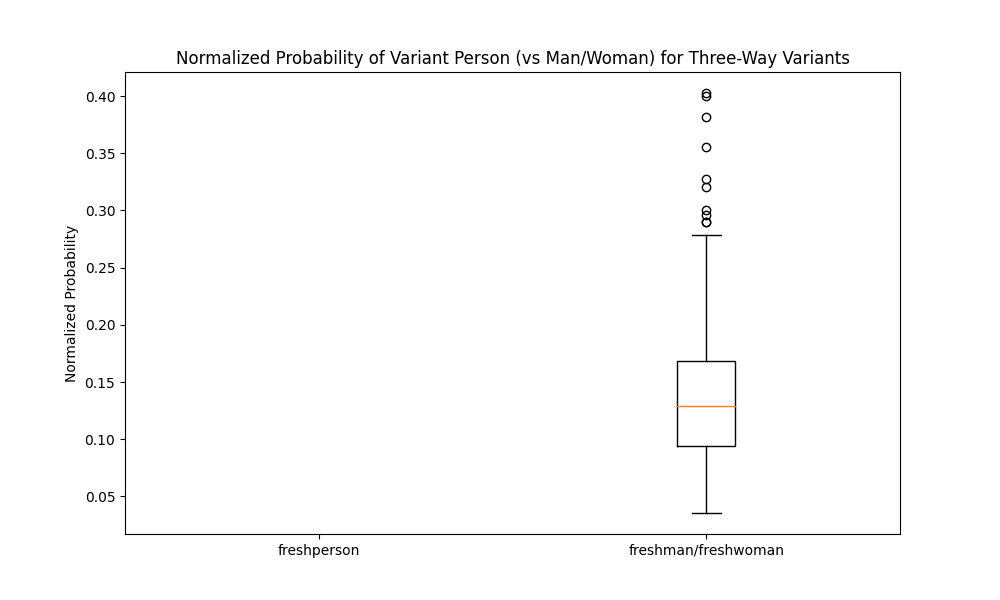 Normalized Probability of Variant Person (vs Man/Woman) for Three-Way Variants
Normalized Probability
0.40
0.35
0.30
0.25
0.20
0.15
0.10
0.05
freshperson
freshman/freshwoman